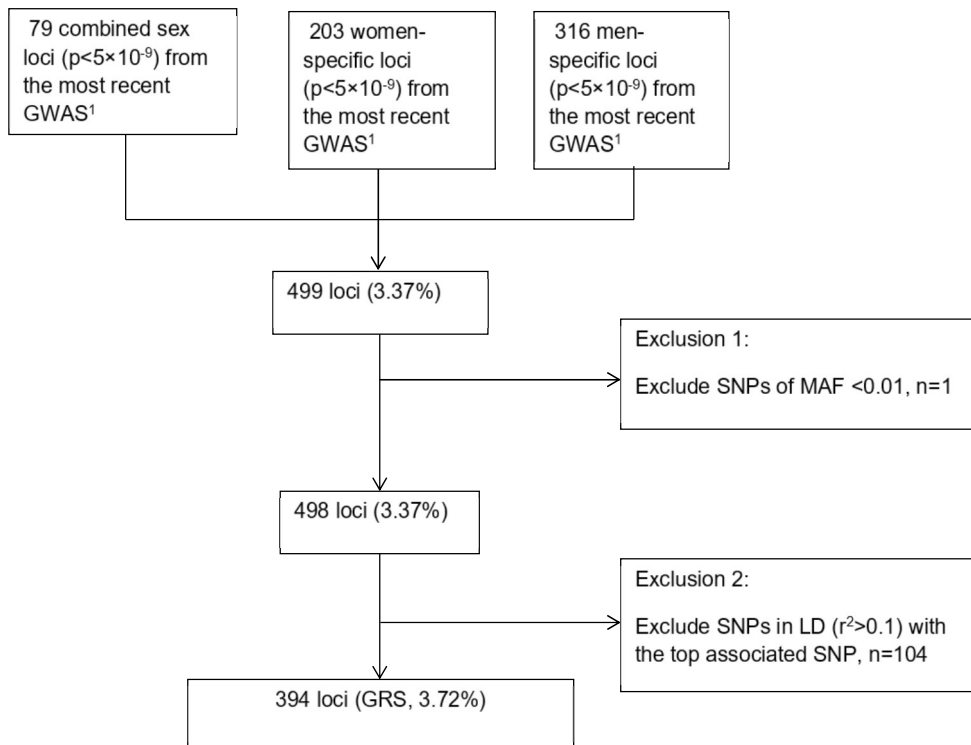 79 combined sex
loci (p<5×10⁻⁹) from
the most recent
GWAS¹
203 women-
specific loci
(p<5×10⁻⁹) from
the most recent
GWAS¹
316 men-
specific loci
(p<5×10⁻⁹) from
the most recent
GWAS¹
499 loci (3.37%)
Exclusion 1:
Exclude SNPs of MAF <0.01, n=1
498 loci (3.37%)
Exclusion 2:
Exclude SNPs in LD (r²>0.1) with
the top associated SNP, n=104
394 loci (GRS, 3.72%)